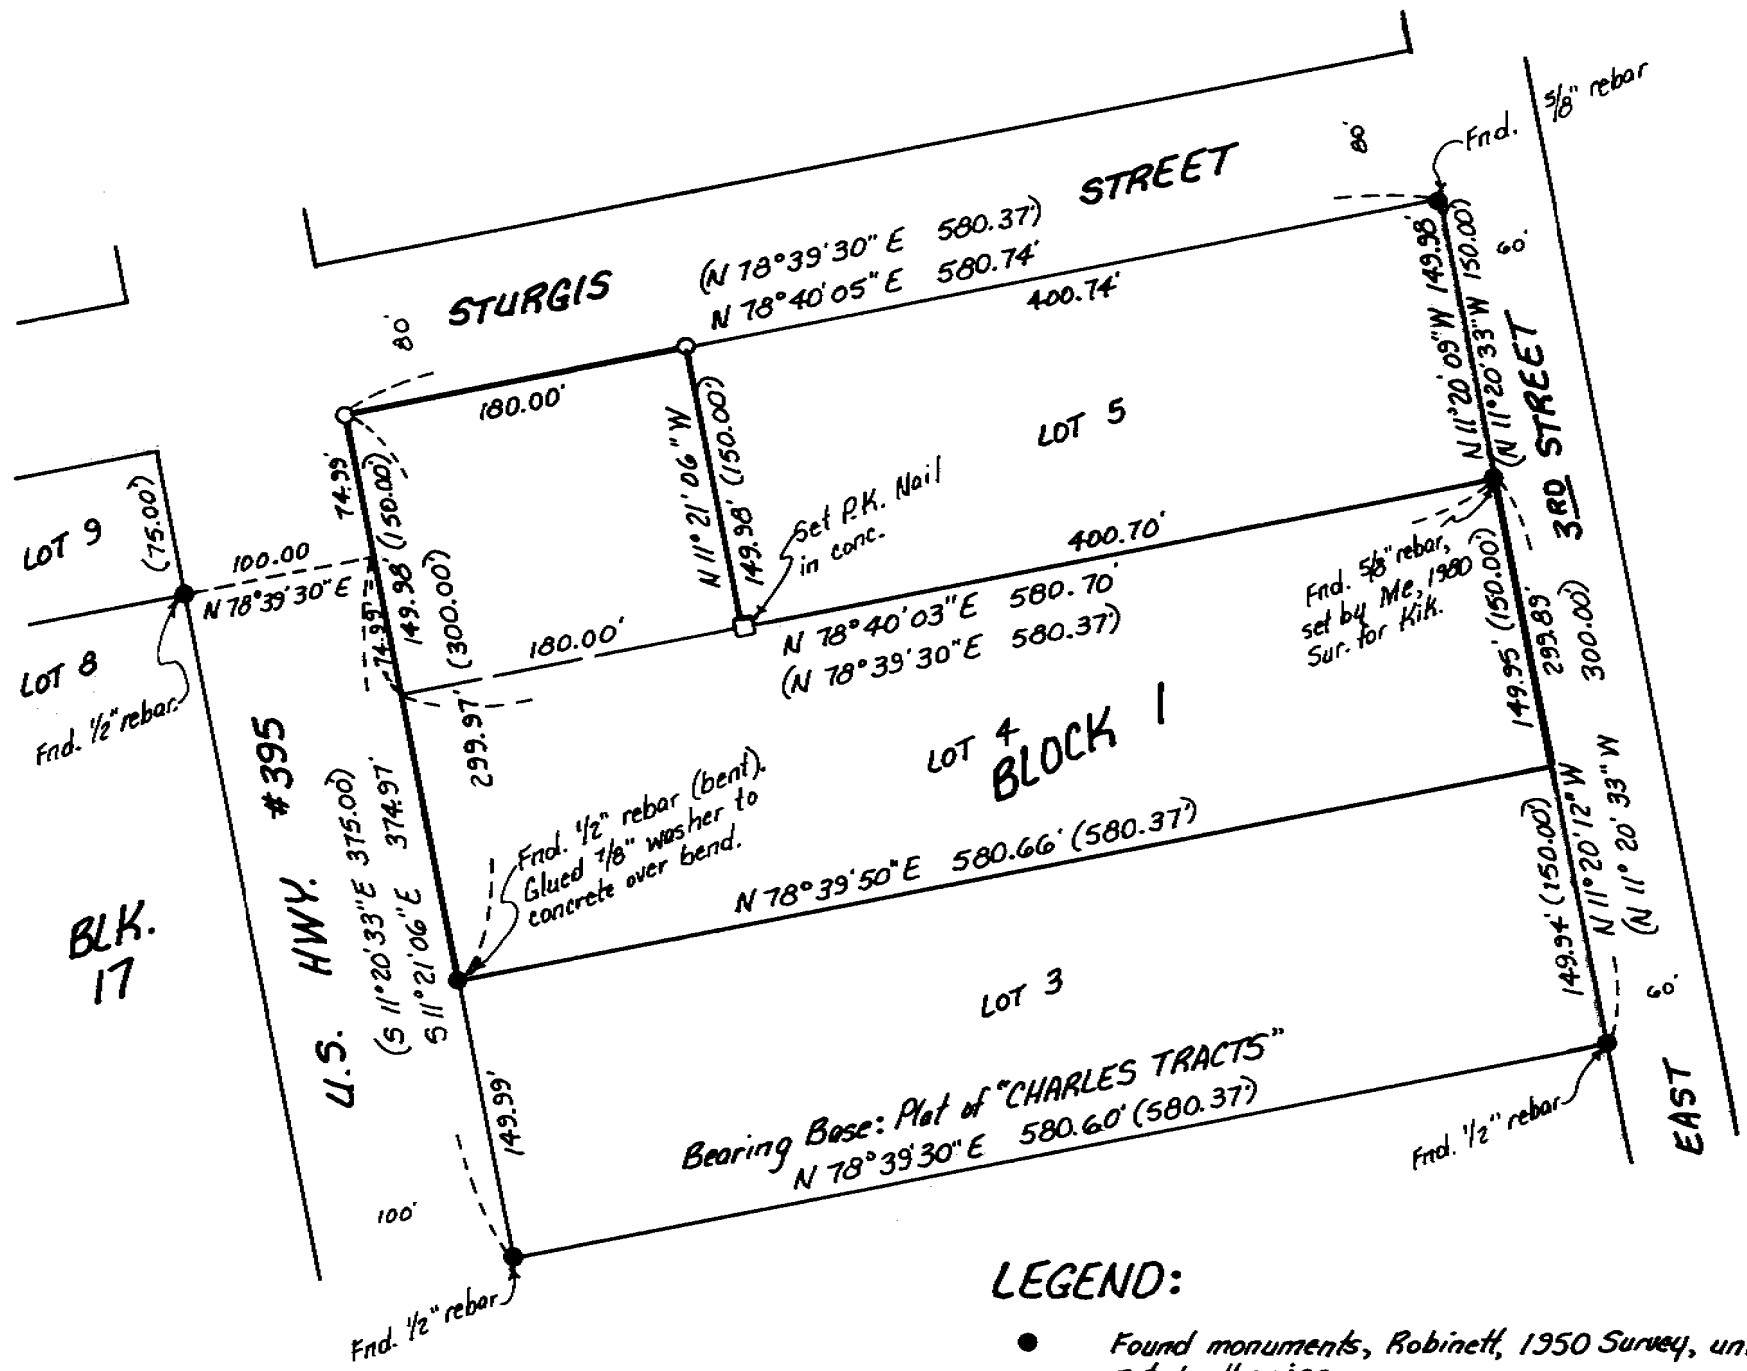 5/8" rebar
Fnd.
80'
STREET
STURGIS
(N 78°39'30" E 580.37')
N 78°40'05" E 580.74'
400.74'
80'
180.00'
60'
N 11°20'09" W 149.98'
(N 11°20'33" W 150.00')
3RD STREET
LOT 5
N 11°21'06" W
149.98' (150.00')
Set P.K. Nail
in conc.
74.99'
149.98' (150.00')
(300.00')
299.97'
74.99'
LOT 9
(75.00')
100.00
N 78°39'30" E
LOT 8
Fnd. 1/2" rebar.
180.00'
400.70'
N 78°40'03" E 580.70'
(N 78°39'30" E 580.37')
Fnd. 5/8" rebar,
set by Me, 1980
Sur. for Kik.
149.95' (150.00')
299.89'
300.00')
LOT 4
BLOCK 1
Fnd. 1/2" rebar (bent).
Glued 7/8" washer to
concrete over bend.
N 78°39'50" E 580.66' (580.37')
U.S. HWY. #395
(S 11°20'33" E 375.00')
S 11°21'06" E 374.97'
BLK.
17
149.94' (150.00')
N 11°20'12" W
(N 11°20'33" W
60'
EAST
LOT 3
149.99'
100'
Bearing Base: Plat of "CHARLES TRACTS"
N 78°39'30" E 580.60' (580.37')
Fnd. 1/2" rebar
Fnd. 1/2" rebar
LEGEND:
Found monuments, Robinett, 1950 Survey, un